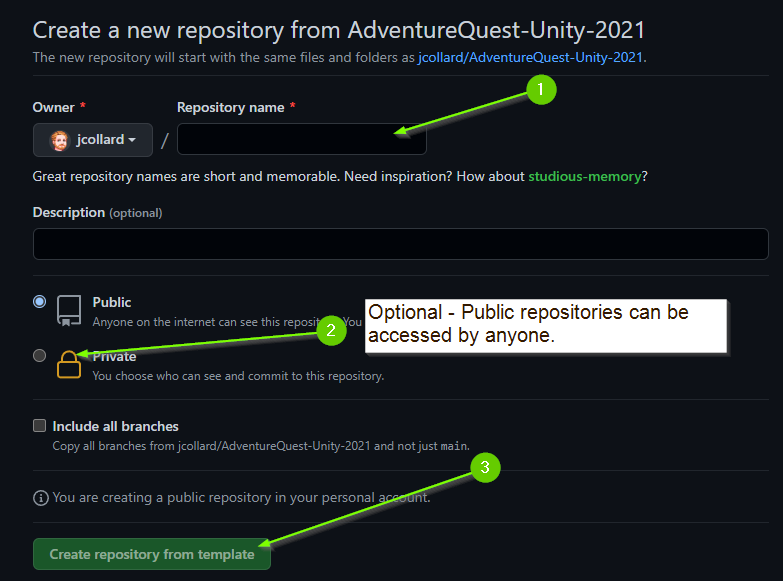 Create a new repository from AdventureQuest-Unity-2021
The new repository will start with the same files and folders as jcollard/AdventureQuest-Unity-2021.
Owner *
Repository name *
1
jcollard /
Great repository names are short and memorable. Need inspiration? How about studious-memory?
Description (optional)
Public
Anyone on the internet can see this You
2
Optional - Public repositories can be
accessed by anyone.
Private
You choose who can see and commit to this repository.
Include all branches
Copy all branches from jcollard/AdventureQuest-Unity-2021 and not just main.
3
You are creating a public repository in your personal account.
Create repository from template